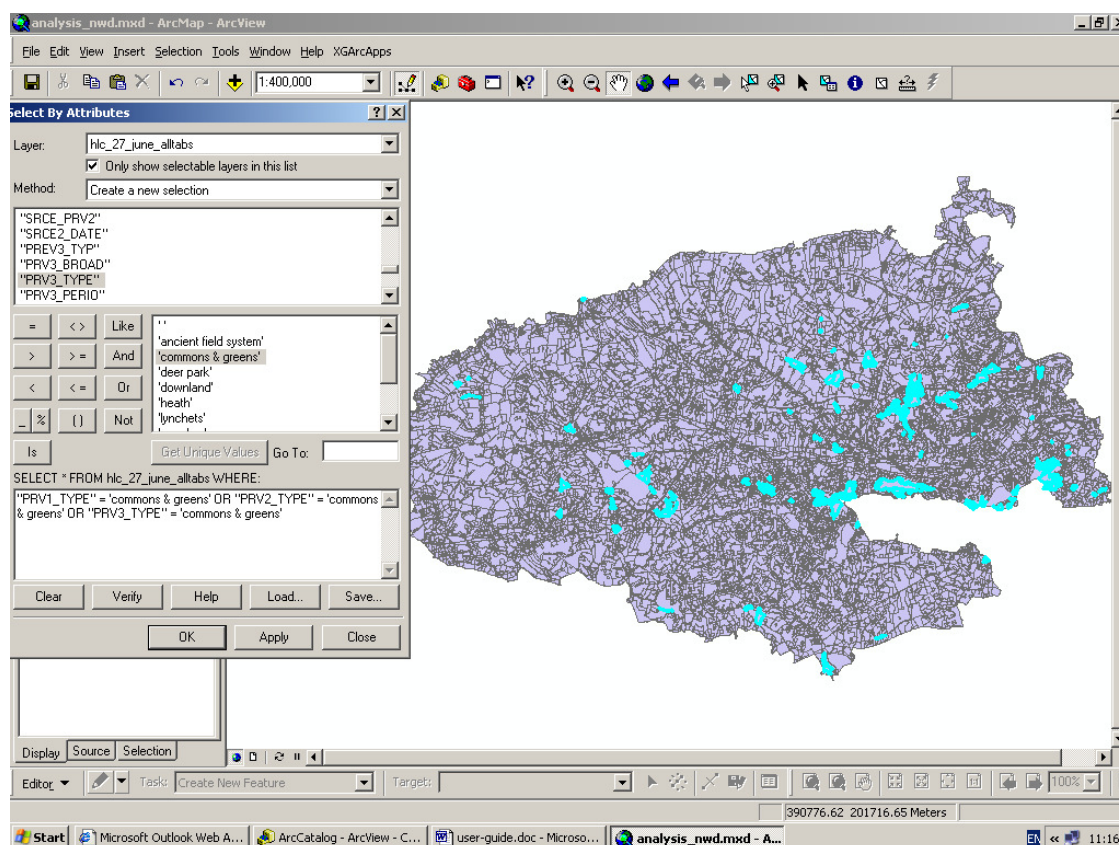 analysis_nwd.mxd - ArcMap - ArcView
File Edit View Insert Selection Tools Window Help XGArcApps
1:400,000
Select By Attributes
Layer: hlc_27_june_alltabs
Only show selectable layers in this list
Method: Create a new selection
"SRCE_PRV2"
"SRCE2_DATE"
"PREV3_TYP"
"PRV3_BROAD"
"PRV3_TYPE"
"PRV3_PERIO"
= < > Like
> > = And
< < = Or
_ % ( ) Not
Is
' '
'ancient field system'
'commons & greens'
'deer park'
'downland'
'heath'
'lynchets'
Get Unique Values Go To:
SELECT * FROM hlc_27_june_alltabs WHERE:
"PRV1_TYPE" = 'commons & greens' OR "PRV2_TYPE" = 'commons
& greens' OR "PRV3_TYPE" = 'commons & greens'
Clear Verify Help Load... Save...
OK Apply Close
Display Source Selection
Editor Task: Create New Feature Target: 100%
390776.62 201716.65 Meters
Start Microsoft Outlook Web A... ArcCatalog - ArcView - C... user-guide.doc - Microso... analysis_nwd.mxd - A... EN « 11:16